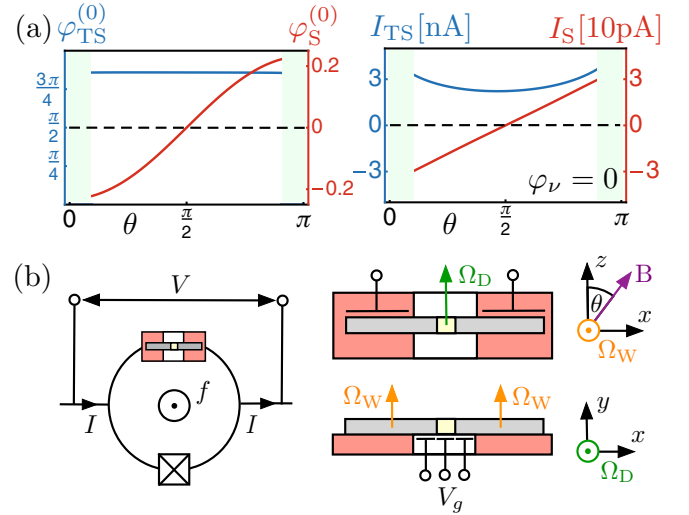 (a)
φ_TS^(0)
φ_S^(0)
3π/4
π/2
π/4
0.2
0
−0.2
0
θ
π/2
π
I_TS[nA]
I_S[10pA]
3
0
−3
3
0
−3
φ_ν = 0
0
θ
π/2
π
(b)
V
I
f
I
Ω_D
z
B
θ
x
Ω_W
Ω_W
Ω_W
V_g
y
x
Ω_D